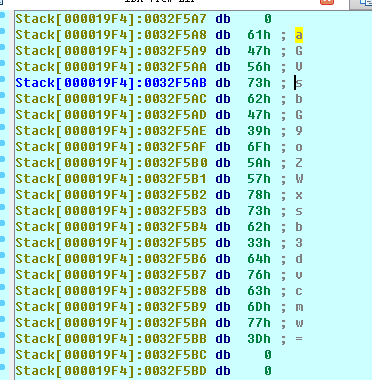 Stack[000019F4]:0032F5A7 db 0
Stack[000019F4]:0032F5A8 db 61h ; a
Stack[000019F4]:0032F5A9 db 47h ; G
Stack[000019F4]:0032F5AA db 56h ; V
Stack[000019F4]:0032F5AB db 73h ; s
Stack[000019F4]:0032F5AC db 62h ; b
Stack[000019F4]:0032F5AD db 47h ; G
Stack[000019F4]:0032F5AE db 39h ; 9
Stack[000019F4]:0032F5AF db 6Fh ; o
Stack[000019F4]:0032F5B0 db 5Ah ; Z
Stack[000019F4]:0032F5B1 db 57h ; W
Stack[000019F4]:0032F5B2 db 78h ; x
Stack[000019F4]:0032F5B3 db 73h ; s
Stack[000019F4]:0032F5B4 db 62h ; b
Stack[000019F4]:0032F5B5 db 33h ; 3
Stack[000019F4]:0032F5B6 db 64h ; d
Stack[000019F4]:0032F5B7 db 76h ; v
Stack[000019F4]:0032F5B8 db 63h ; c
Stack[000019F4]:0032F5B9 db 6Dh ; m
Stack[000019F4]:0032F5BA db 77h ; w
Stack[000019F4]:0032F5BB db 3Dh ; =
Stack[000019F4]:0032F5BC db 0
Stack[000019F4]:0032F5BD db 0